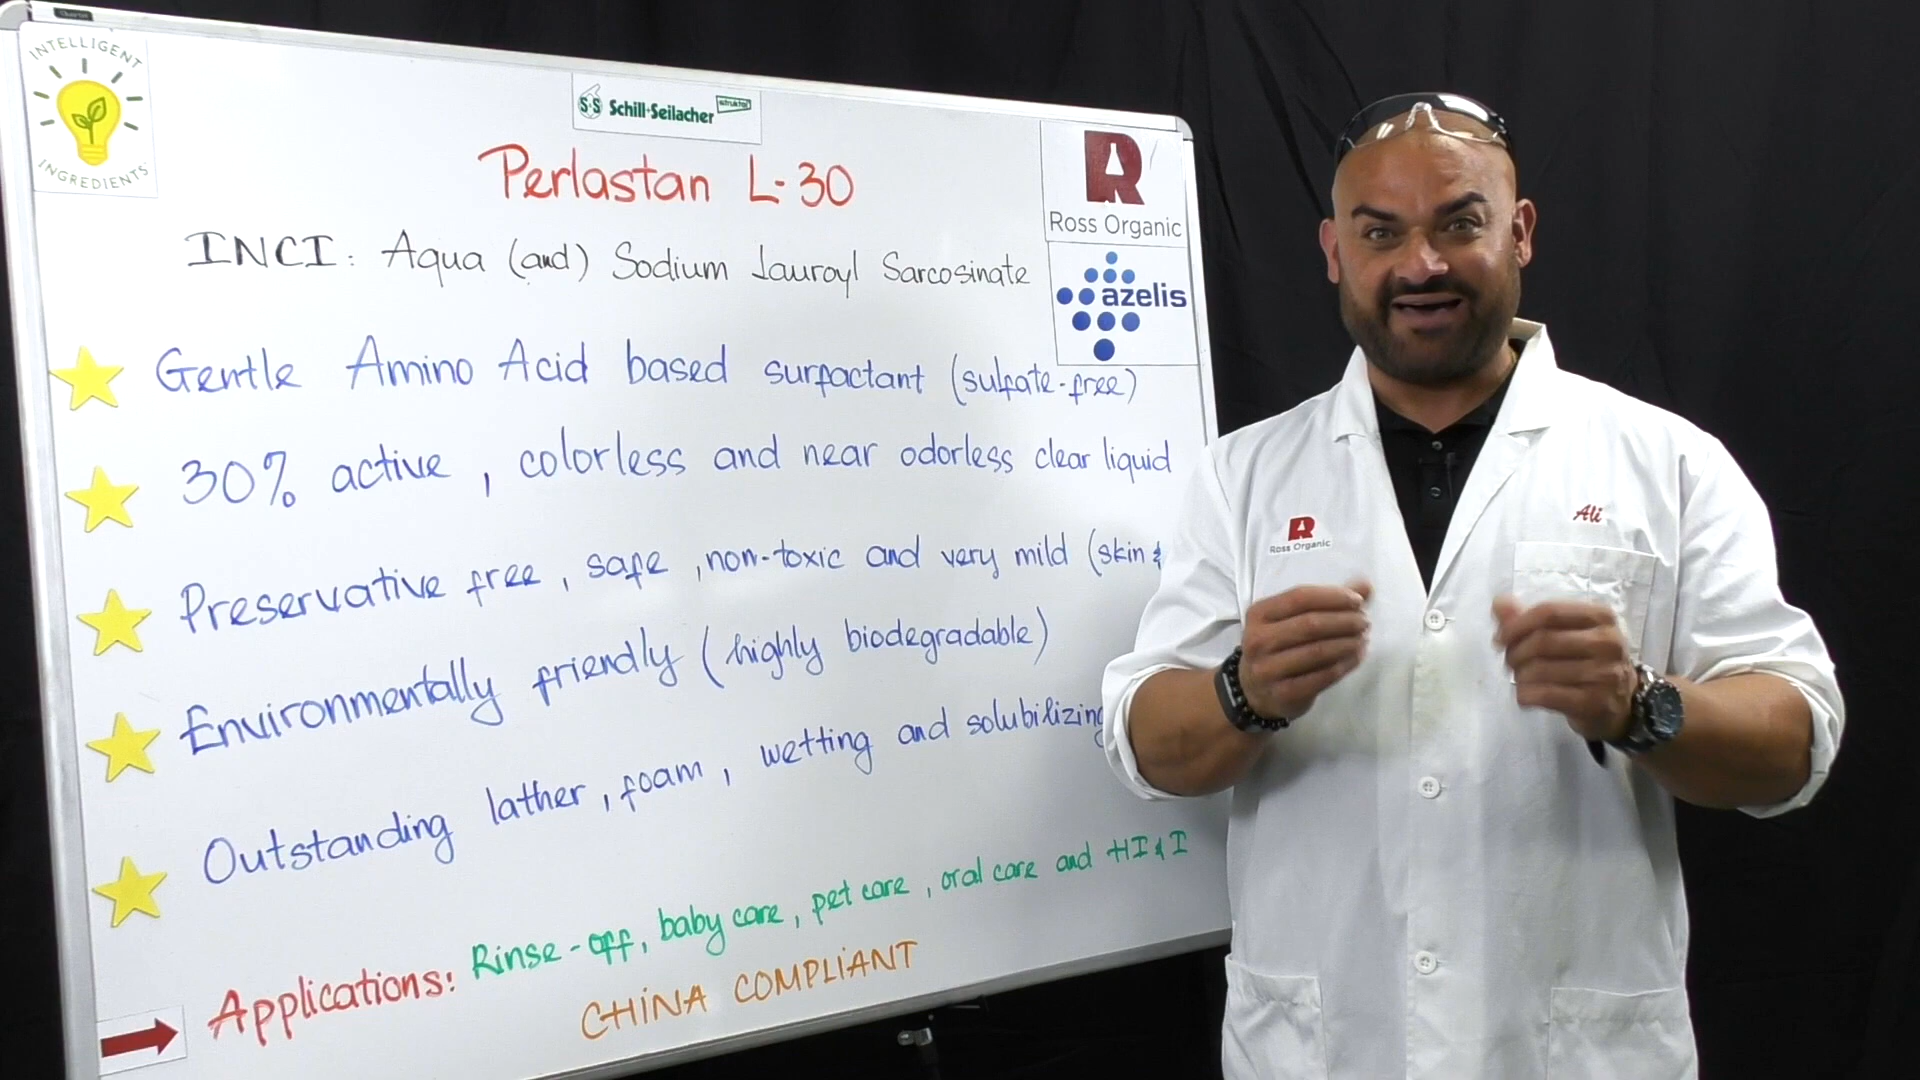 INTELLIGENT
INGREDIENTS
S&S Schill+Seilacher
Perlastan L-30
Ross Organic
INCI: Aqua (and) Sodium Lauroyl Sarcosinate
azelis
Gentle Amino Acid based surfactant (sulfate-free)
30% active, colorless and near odorless clear liquid
Preservative free, safe, non-toxic and very mild (skin &
Environmentally friendly (highly biodegradable)
Outstanding lather, foam, wetting and solubilizing
Applications: Rinse-off, baby care, pet care, oral care and HI&I
CHINA COMPLIANT
R
Ross Organic
Ali